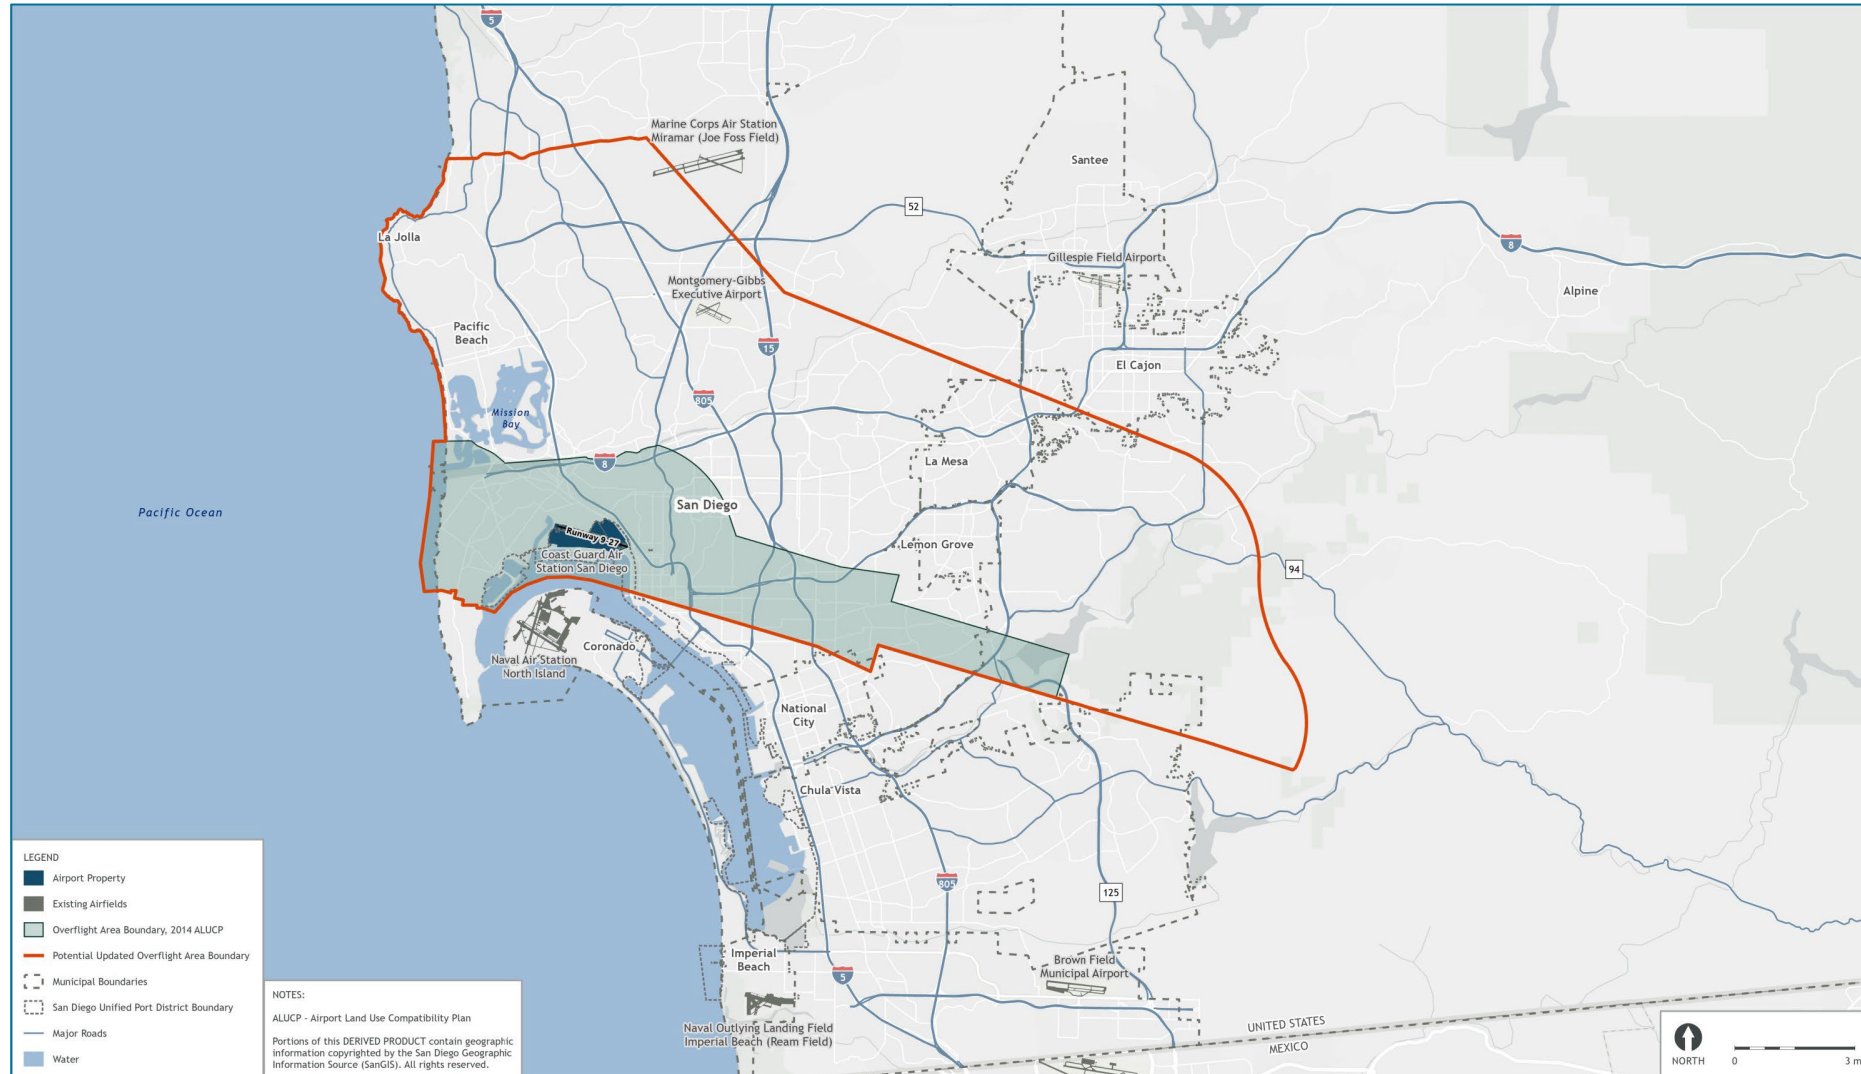 5
Marine Corps Air Station
Miramar (Joe Foss Field)
Santee
52
La Jolla
8
Gillespie Field Airport
Montgomery-Gibbs
Executive Airport
Alpine
Pacific
Beach
15
El Cajon
805
Mission
Bay
8
La Mesa
San Diego
Pacific Ocean
Runway 9-27
Lemon Grove
Coast Guard Air
Station San Diego
94
Coronado
Naval Air Station
North Island
National
City
Chula Vista
805
125
Imperial
Beach
Brown Field
Municipal Airport
5
Naval Outlying Landing Field
Imperial Beach (Ream Field)
UNITED STATES
MEXICO
LEGEND
Airport Property
Existing Airfields
Overflight Area Boundary, 2014 ALUCP
Potential Updated Overflight Area Boundary
Municipal Boundaries
San Diego Unified Port District Boundary
Major Roads
Water
NOTES:
ALUCP - Airport Land Use Compatibility Plan
Portions of this DERIVED PRODUCT contain geographic
information copyrighted by the San Diego Geographic
Information Source (SanGIS). All rights reserved.
NORTH
0 3 m